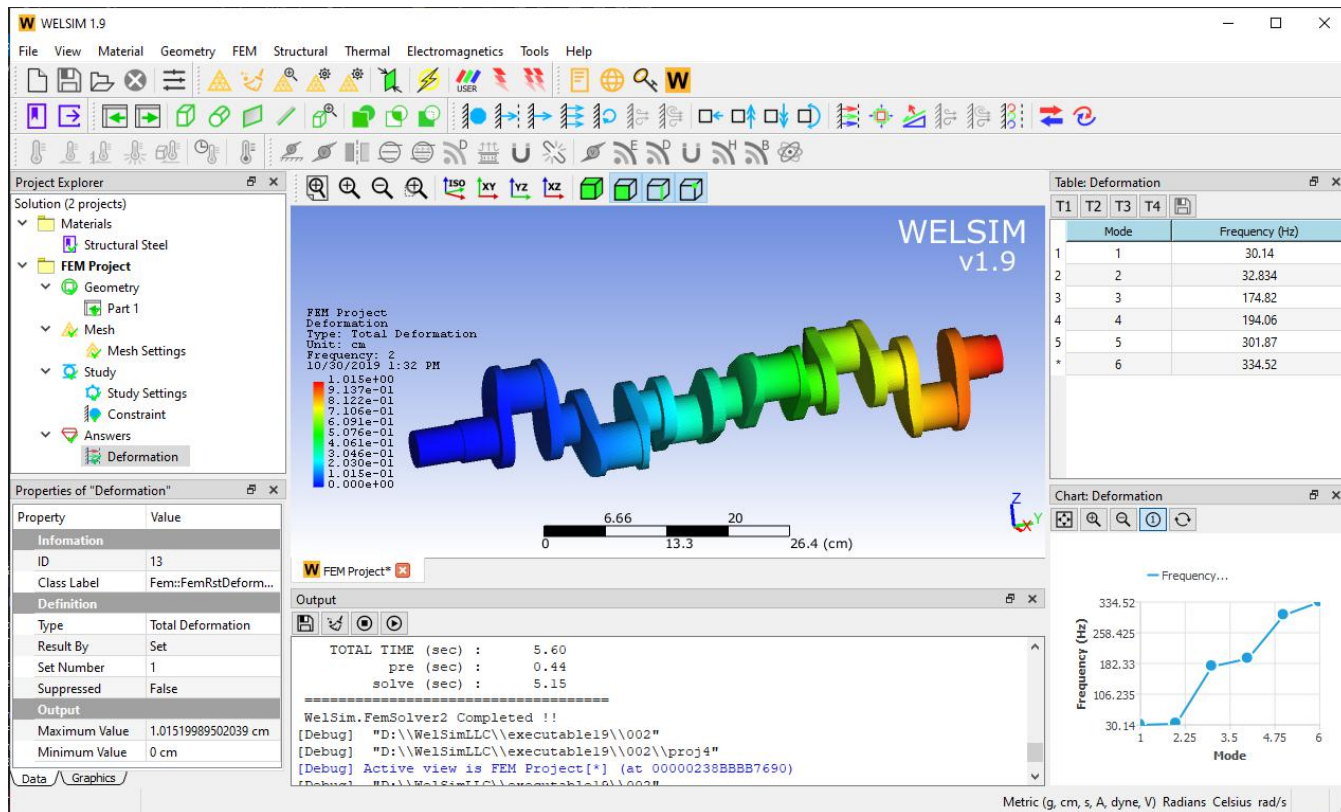 WELSIM 1.9
File View Material Geometry FEM Structural Thermal Electromagnetics Tools Help
USER
W
D E D U H B
Project Explorer
Solution (2 projects)
Materials
Structural Steel
FEM Project
Geometry
Part 1
Mesh
Mesh Settings
Study
Study Settings
Constraint
Answers
Deformation
Properties of "Deformation"
Property Value
Infomation
ID 13
Class Label Fem::FemRstDeform...
Definition
Type Total Deformation
Result By Set
Set Number 1
Suppressed False
Output
Maximum Value 1.01519989502039 cm
Minimum Value 0 cm
Data Graphics
ISO XY YZ XZ
WELSIM
v1.9
FEM Project
Deformation
Type: Total Deformation
Unit: cm
Frequency: 2
10/30/2019 1:32 PM
1.015e+00
9.137e-01
8.122e-01
7.106e-01
6.091e-01
5.076e-01
4.061e-01
3.046e-01
2.030e-01
1.015e-01
0.000e+00
6.66 20
0 13.3 26.4 (cm)
Z
Y
X
W FEM Project*
Output
TOTAL TIME (sec) : 5.60
pre (sec) : 0.44
solve (sec) : 5.15
====================================
WelSim.FemSolver2 Completed !!
[Debug] "D:\\WelSimLLC\\executable19\\002"
[Debug] "D:\\WelSimLLC\\executable19\\002\\proj4"
[Debug] Active view is FEM Project[*] (at 00000238BBBB7690)
[Debug] "D:\\WelSimLLC\\executable19\\002"
Table: Deformation
T1 T2 T3 T4
Mode Frequency (Hz)
1 1 30.14
2 2 32.834
3 3 174.82
4 4 194.06
5 5 301.87
* 6 334.52
Chart: Deformation
Frequency...
334.52
258.425
182.33
106.235
30.14
Frequency (Hz)
1 2.25 3.5 4.75 6
Mode
Metric (g, cm, s, A, dyne, V) Radians Celsius rad/s